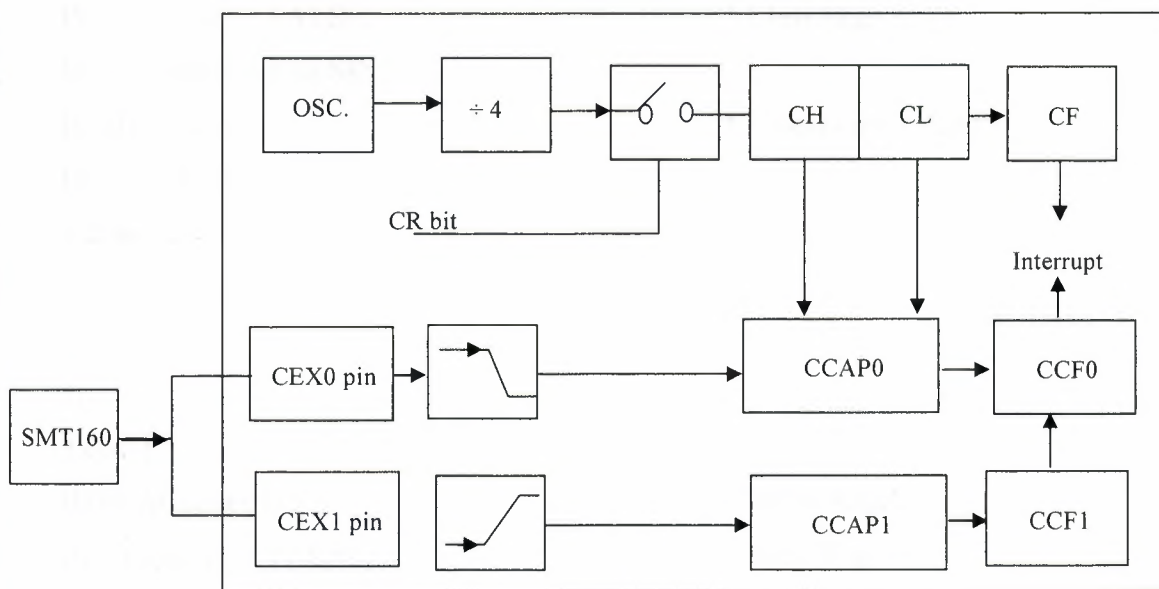 OSC.
÷ 4
CH
CL
CF
CR bit
Interrupt
CEX0 pin
CCAP0
CCF0
SMT160
CEX1 pin
CCAP1
CCF1